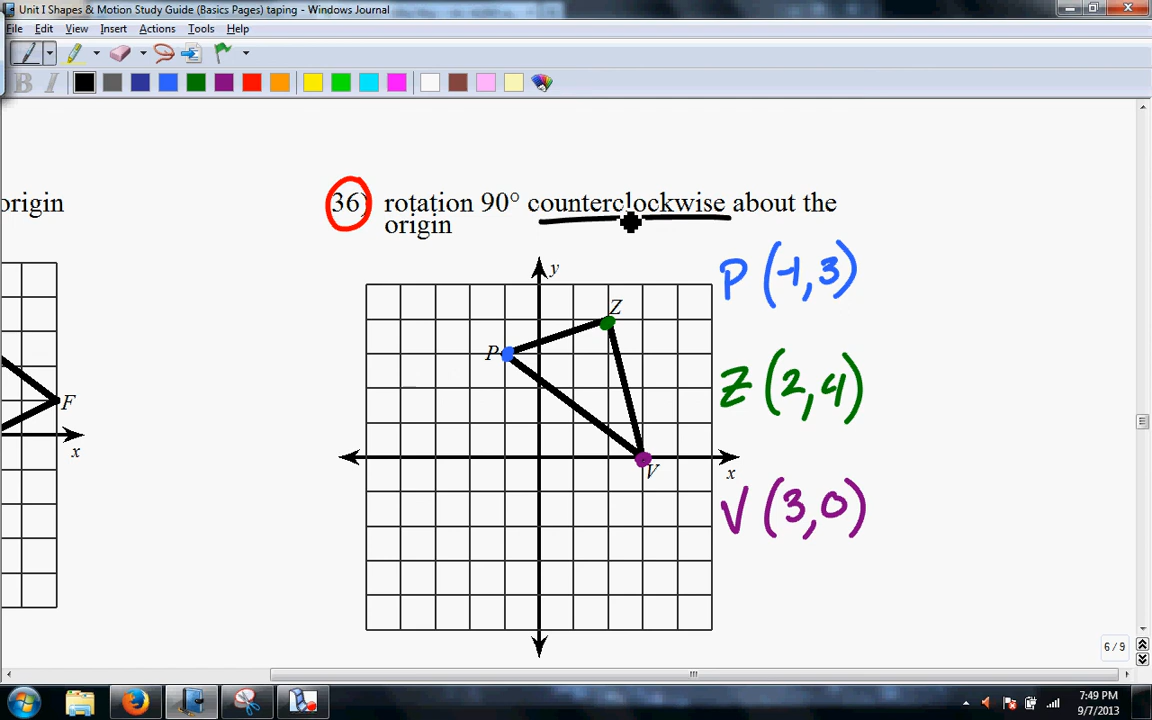 Unit I Shapes & Motion Study Guide (Basics Pages) taping - Windows Journal
File Edit View Insert Actions Tools Help
B I
origin
36) rotation 90° counterclockwise about the
origin
y
P (-1,3)
Z
P
Z (2,4)
F
x
V
x
V (3,0)
6 / 9
7:49 PM
9/7/2013